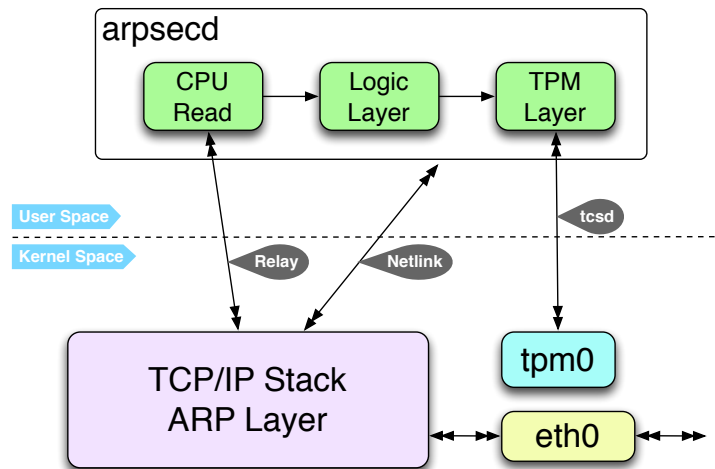 arpsecd
CPU
Read
Logic
Layer
TPM
Layer
User Space
tcsd
Kernel Space
Relay
Netlink
TCP/IP Stack
ARP Layer
tpm0
eth0